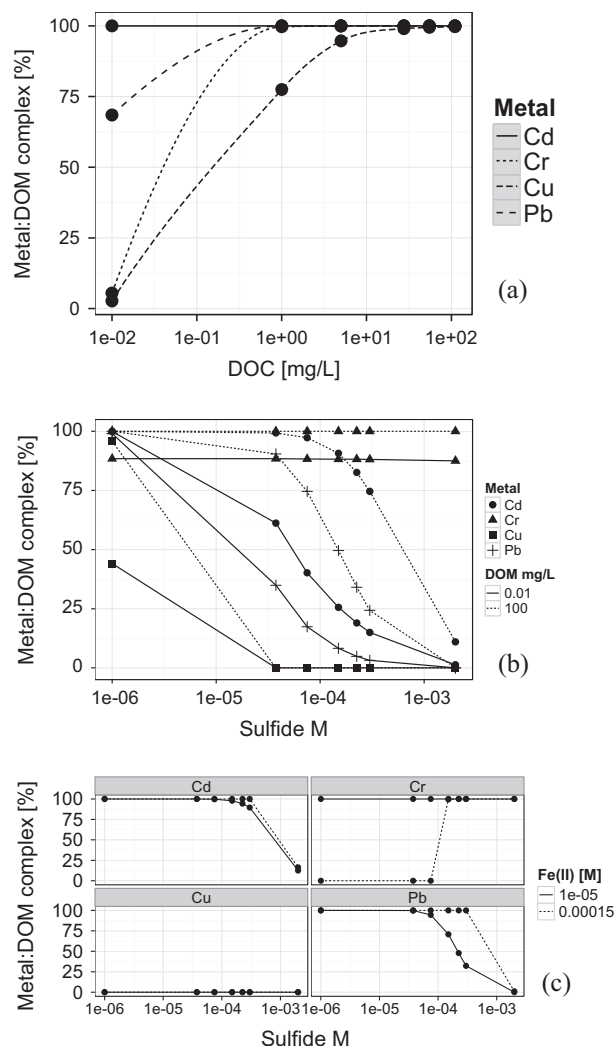 100
75
50
25
0
Metal:DOM complex [%]
1e-02 1e-01 1e+00 1e+01 1e+02
DOC [mg/L]
Metal
Cd
Cr
Cu
Pb
(a)
100
75
50
25
0
Metal:DOM complex [%]
1e-06 1e-05 1e-04 1e-03
Sulfide M
Metal
Cd
Cr
Cu
Pb
DOM mg/L
0.01
100
(b)
Metal:DOM complex [%]
Cd Cr
100
75
50
25
0
Cu Pb
100
75
50
25
0
1e-06 1e-05 1e-04 1e-031e-06 1e-05 1e-04 1e-03
Sulfide M
Fe(II) [M]
1e-05
0.00015
(c)